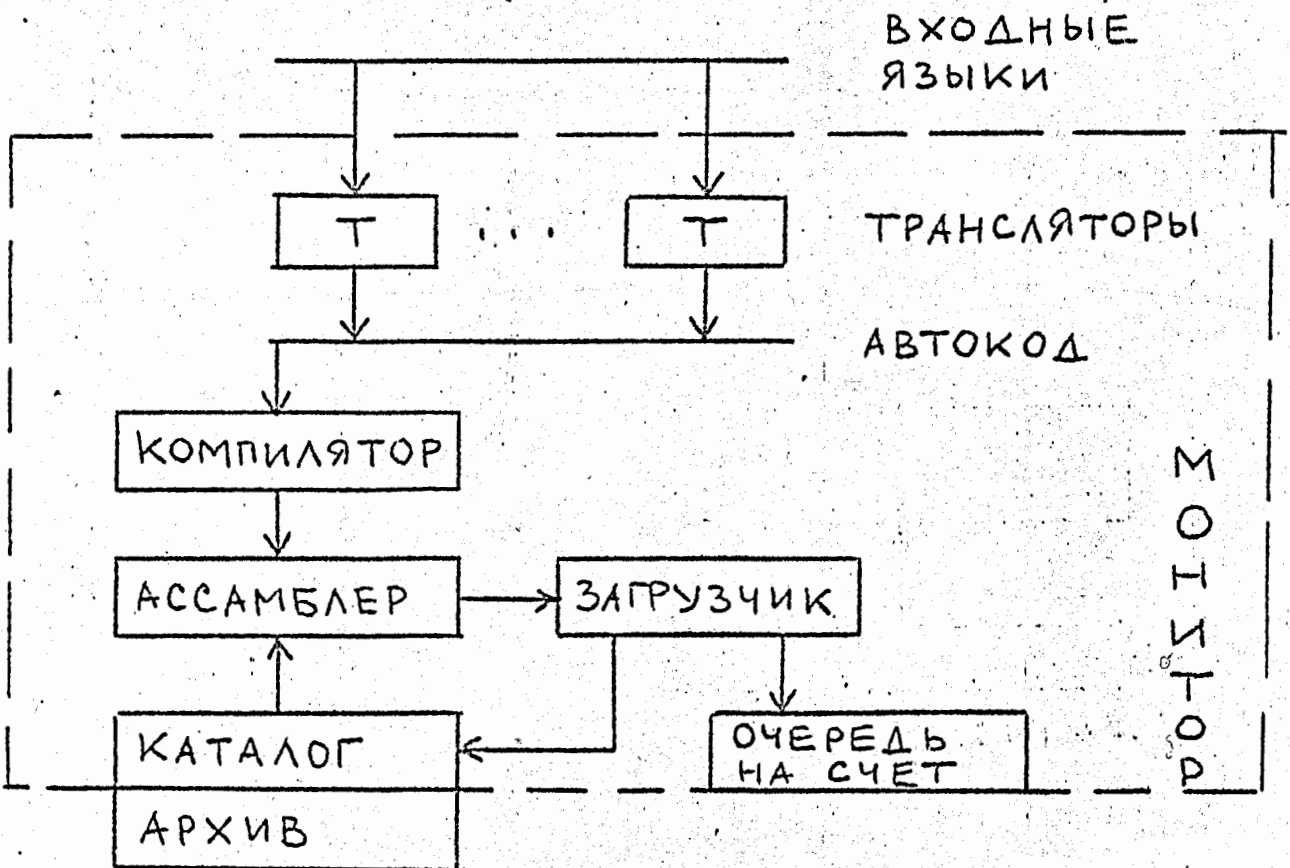 ВХОДНЫЕ
ЯЗЫКИ
Т ... Т
ТРАНСЛЯТОРЫ
АВТОКОД
КОМПИЛЯТОР
АССАМБЛЕР
ЗАГРУЗЧИК
КАТАЛОГ
ОЧЕРЕДЬ
НА СЧЕТ
АРХИВ
МОНИТОР